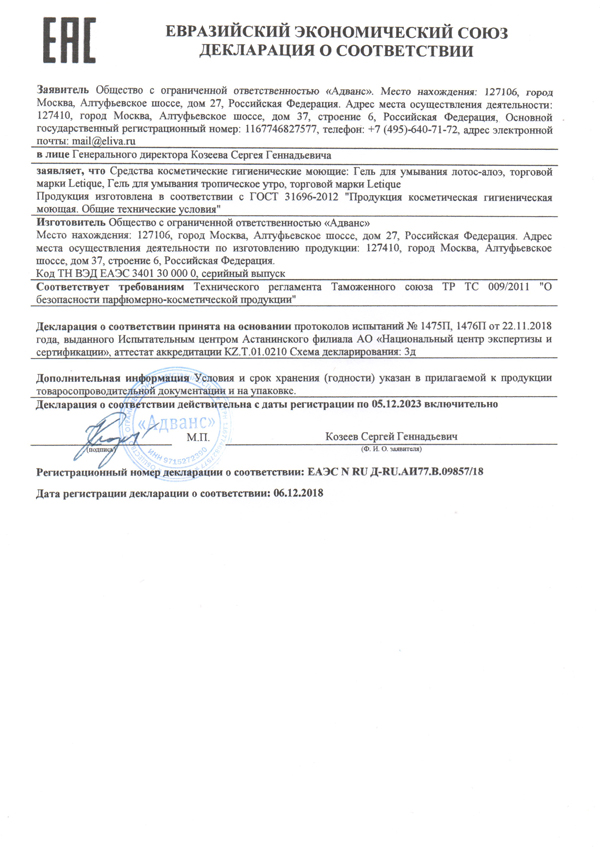 ЕАС
ЕВРАЗИЙСКИЙ ЭКОНОМИЧЕСКИЙ СОЮЗ
ДЕКЛАРАЦИЯ О СООТВЕТСТВИИ
Заявитель Общество с ограниченной ответственностью «Адванс». Место нахождения: 127106, город
Москва, Алтуфьевское шоссе, дом 27, Российская Федерация. Адрес места осуществления деятельности:
127410, город Москва, Алтуфьевское шоссе, дом 37, строение 6, Российская Федерация, Основной
государственный регистрационный номер: 1167746827577, телефон: +7 (495)-640-71-72, адрес электронной
почты: mail@eliva.ru
в лице Генерального директора Козеева Сергея Геннадьевича
заявляет, что Средства косметические гигиенические моющие: Гель для умывания лотос-алоэ, торговой
марки Letique, Гель для умывания тропическое утро, торговой марки Letique
Продукция изготовлена в соответствии с ГОСТ 31696-2012 "Продукция косметическая гигиеническая
моющая. Общие технические условия"
Изготовитель Общество с ограниченной ответственностью «Адванс»
Место нахождения: 127106, город Москва, Алтуфьевское шоссе, дом 27, Российская Федерация. Адрес
места осуществления деятельности по изготовлению продукции: 127410, город Москва, Алтуфьевское
шоссе, дом 37, строение 6, Российская Федерация.
Код ТН ВЭД ЕАЭС 3401 30 000 0, серийный выпуск
Соответствует требованиям Технического регламента Таможенного союза ТР ТС 009/2011 "О
безопасности парфюмерно-косметической продукции"
Декларация о соответствии принята на основании протоколов испытаний № 1475П, 1476П от 22.11.2018
года, выданного Испытательным центром Астанинского филиала АО «Национальный центр экспертизы и
сертификации», аттестат аккредитации KZ.T.01.0210 Схема декларирования: 3д
Дополнительная информация Условия и срок хранения (годности) указан в прилагаемой к продукции
товаросопроводительной документации и на упаковке.
Декларация о соответствии действительна с даты регистрации по 05.12.2023 включительно
«Адванс»
М.П.
Козеев Сергей Геннадьевич
(подпись)
(Ф. И. О. заявителя)
Регистрационный номер декларации о соответствии: ЕАЭС N RU Д-RU.АИ77.В.09857/18
Дата регистрации декларации о соответствии: 06.12.2018